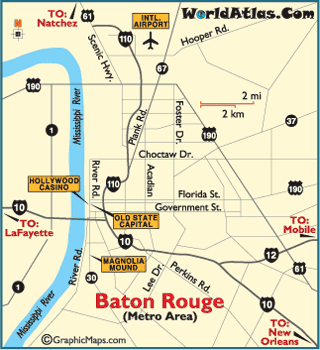 TO:
Natchez
61
INTL.
AIRPORT
WorldAtlas.Com
110
Hooper Rd.
Scenic Hwy.
67
190
190
Mississippi River
Plank Rd.
Foster Dr.
2 mi
2 km
1
37
Choctaw Dr.
HOLLYWOOD
CASINO
River Rd.
110
Acadian
Florida St.
190
Government St.
10
OLD STATE
CAPITAL
10
TO:
LaFayette
TO:
Mobile
12
MAGNOLIA
MOUND
River Rd.
30
Lee Dr.
Perkins Rd.
1
Baton Rouge
(Metro Area)
10
Mississippi River
TO:
New
Orleans
©GraphicMaps.com